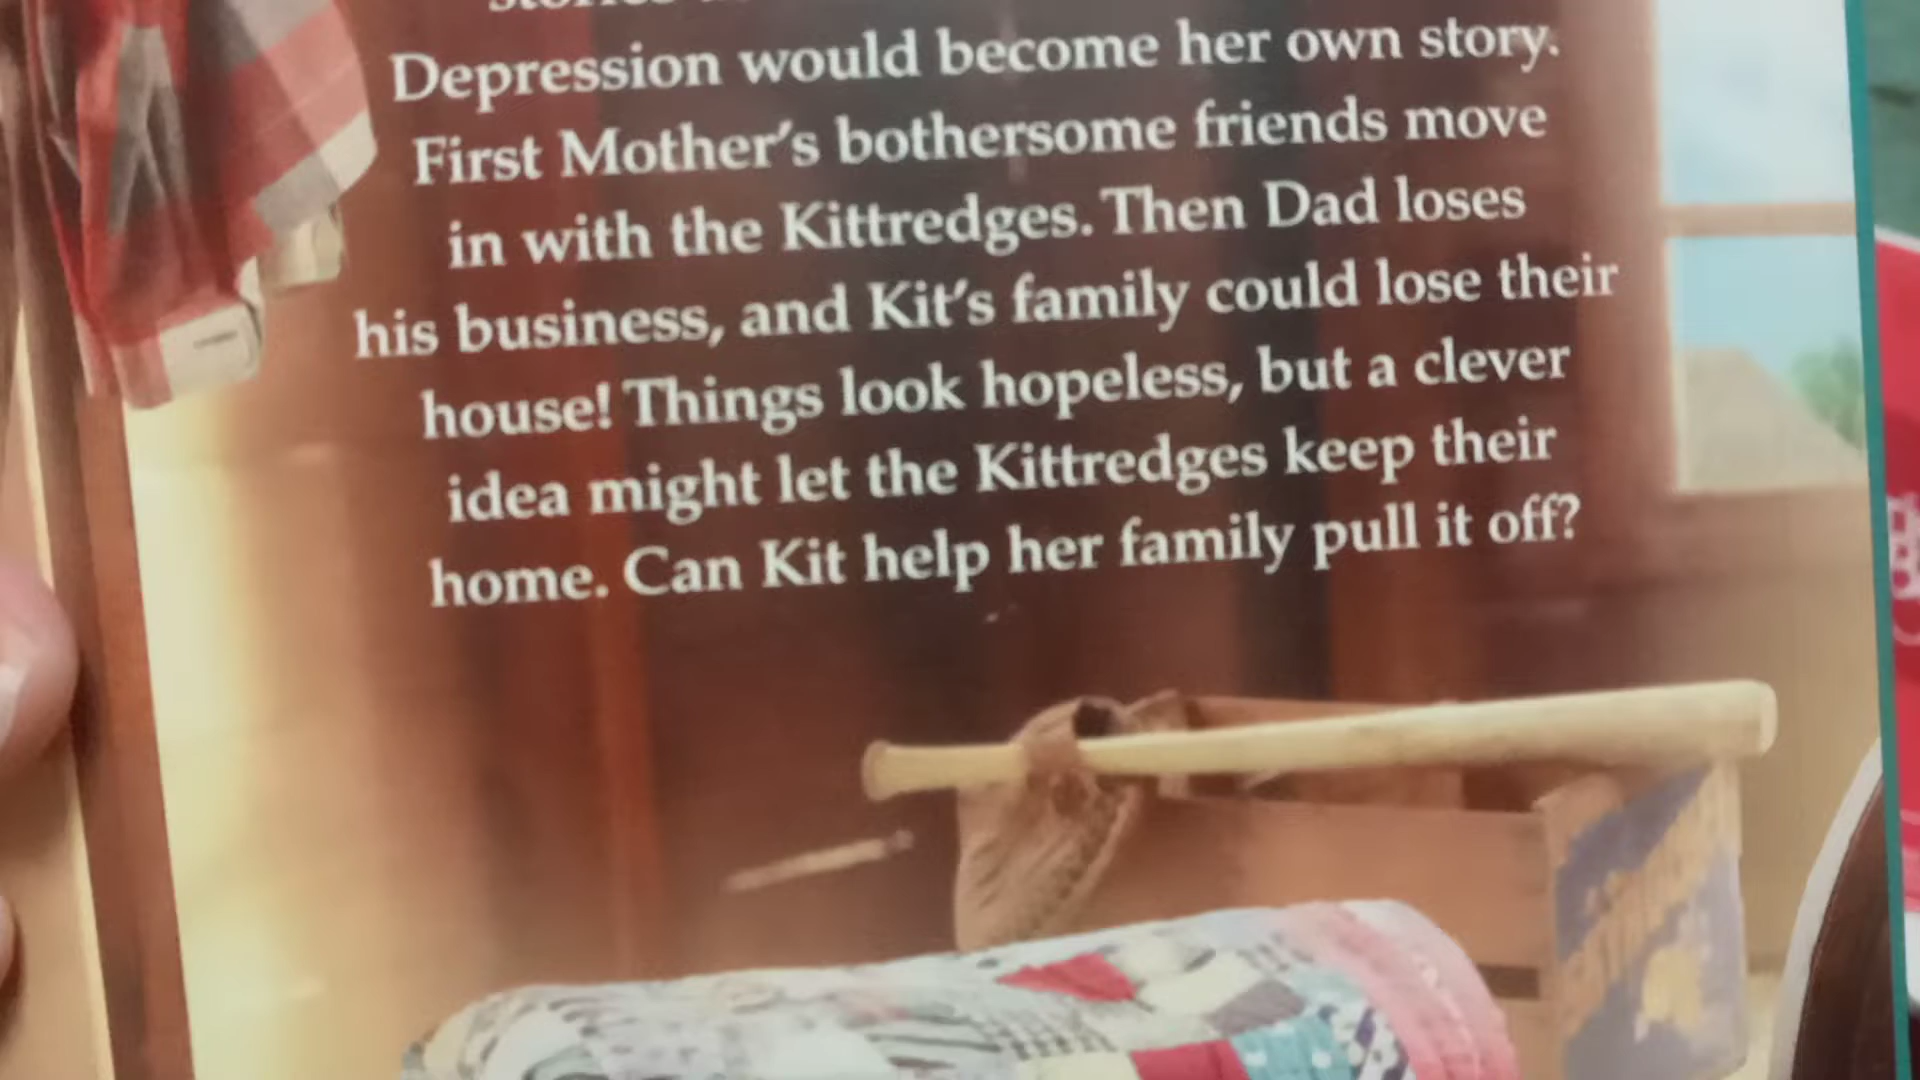 stories
Depression would become her own story.
First Mother's bothersome friends move
in with the Kittredges. Then Dad loses
his business, and Kit's family could lose their
house! Things look hopeless, but a clever
idea might let the Kittredges keep their
home. Can Kit help her family pull it off?